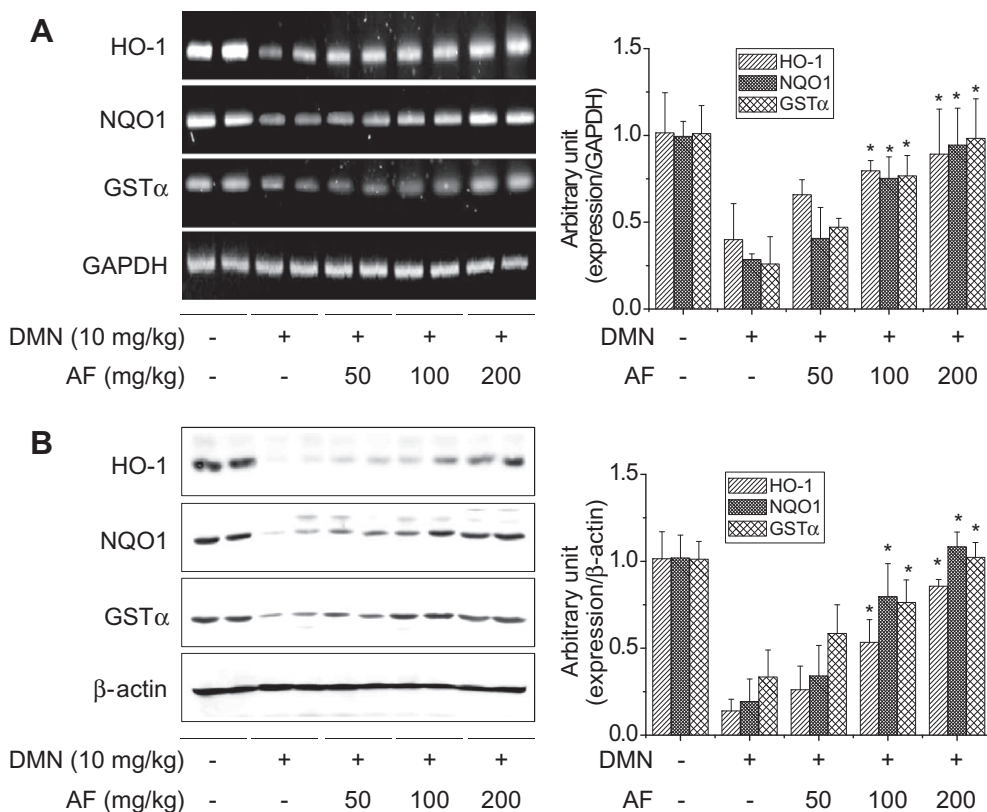 A
HO-1
NQO1
GSTα
GAPDH
DMN (10 mg/kg) - + + + +
AF (mg/kg) - - 50 100 200
Arbitrary unit
(expression/GAPDH)
1.5
1.0
0.5
0.0
HO-1
NQO1
GSTα
* * * * * *
DMN - + + + +
AF - - 50 100 200
B
HO-1
NQO1
GSTα
β-actin
DMN (10 mg/kg) - + + + +
AF (mg/kg) - - 50 100 200
Arbitrary unit
(expression/β-actin)
1.5
1.0
0.5
0.0
HO-1
NQO1
GSTα
* * * * * *
DMN - + + + +
AF - - 50 100 200